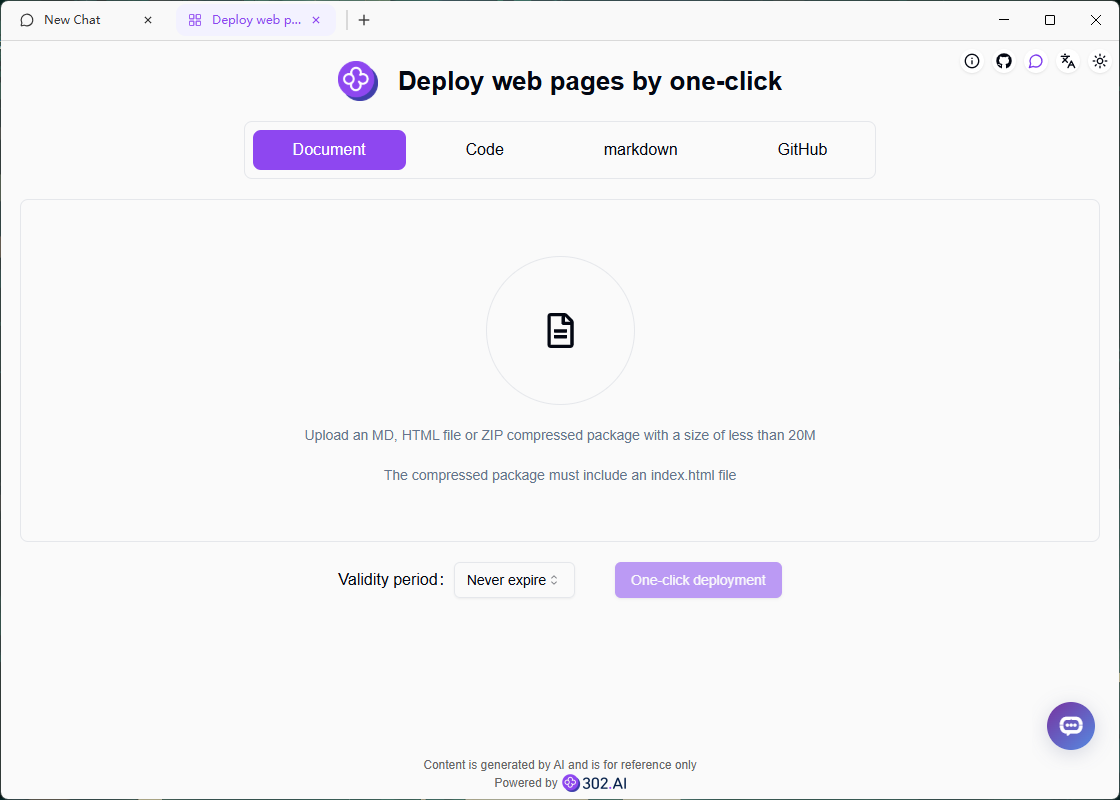 New Chat
Deploy web p...
Deploy web pages by one-click
Document
Code
markdown
GitHub
Upload an MD, HTML file or ZIP compressed package with a size of less than 20M
The compressed package must include an index.html file
Validity period:
Never expire
One-click deployment
Content is generated by AI and is for reference only
Powered by 302.AI